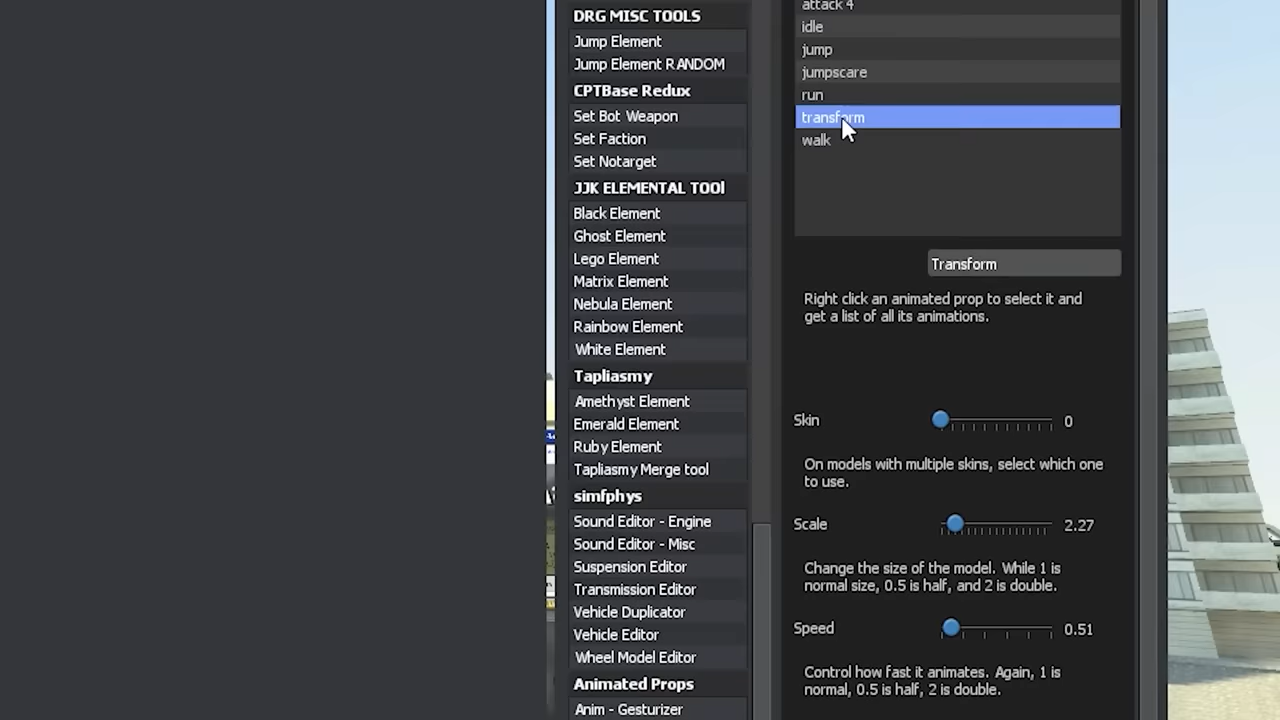 DRG MISC TOOLS
Jump Element
Jump Element RANDOM
CPTBase Redux
Set Bot Weapon
Set Faction
Set Notarget
JJK ELEMENTAL TOOl
Black Element
Ghost Element
Lego Element
Matrix Element
Nebula Element
Rainbow Element
White Element
Tapliasmy
Amethyst Element
Emerald Element
Ruby Element
Tapliasmy Merge tool
simfphys
Sound Editor - Engine
Sound Editor - Misc
Suspension Editor
Transmission Editor
Vehicle Duplicator
Vehicle Editor
Wheel Model Editor
Animated Props
Anim - Gesturizer
attack 4
idle
jump
jumpscare
run
transform
walk
Transform
Right click an animated prop to select it and
get a list of all its animations.
Skin 0
On models with multiple skins, select which one
to use.
Scale 2.27
Change the size of the model. While 1 is
normal size, 0.5 is half, and 2 is double.
Speed 0.51
Control how fast it animates. Again, 1 is
normal, 0.5 is half, 2 is double.